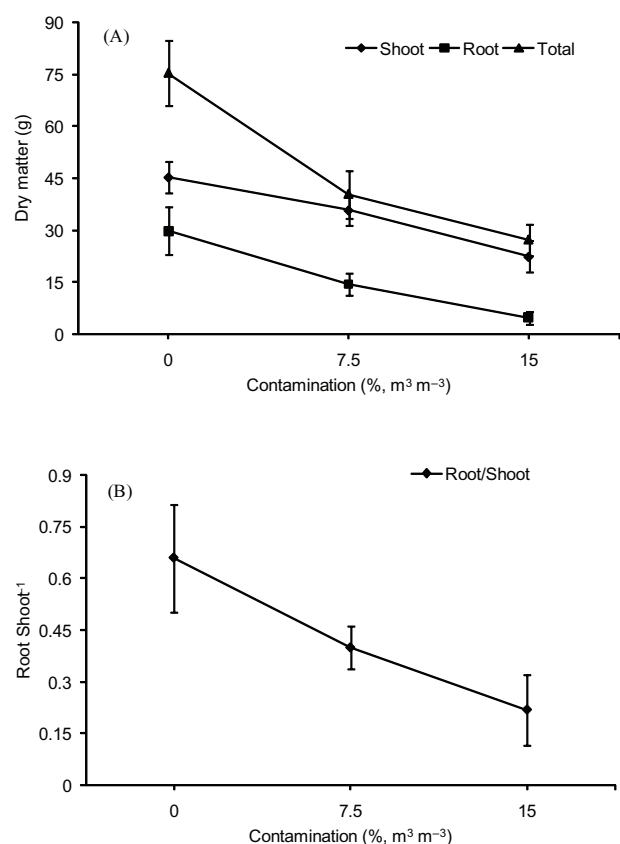 (A)
Shoot Root Total
90
75
60
45
30
15
0
Dry matter (g)
0 7.5 15
Contamination (%, m³ m⁻³)
(B)
Root/Shoot
0.9
0.75
0.6
0.45
0.3
0.15
0
Root Shoot⁻¹
0 7.5 15
Contamination (%, m³ m⁻³)